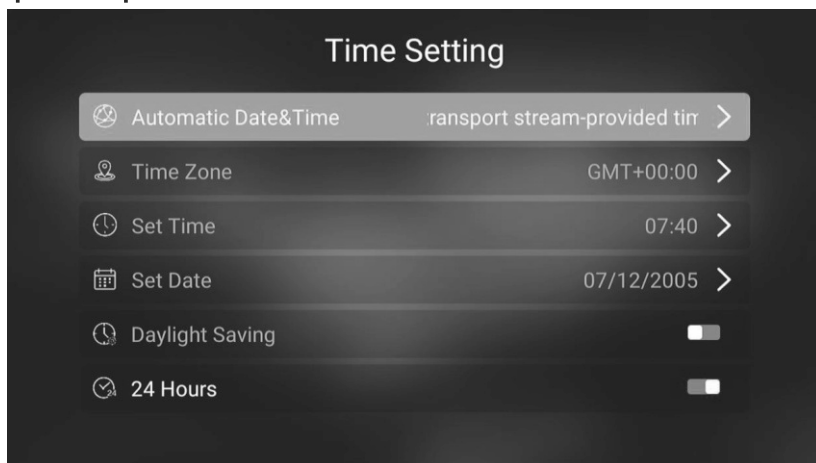 Time Setting
Automatic Date&Time ransport stream-provided tim
Time Zone GMT+00:00
Set Time 07:40
Set Date 07/12/2005
Daylight Saving
24 Hours